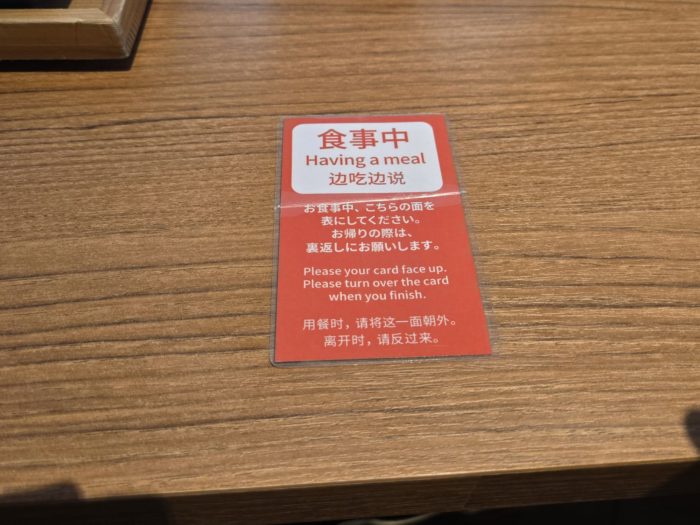 食事中
Having a meal
边吃边说
お食事中、こちらの面を
表にしてください。
お帰りの際は、
裏返しにお願いします。
Please your card face up.
Please turn over the card
when you finish.
用餐时，请将这一面朝外。
离开时，请反过来。